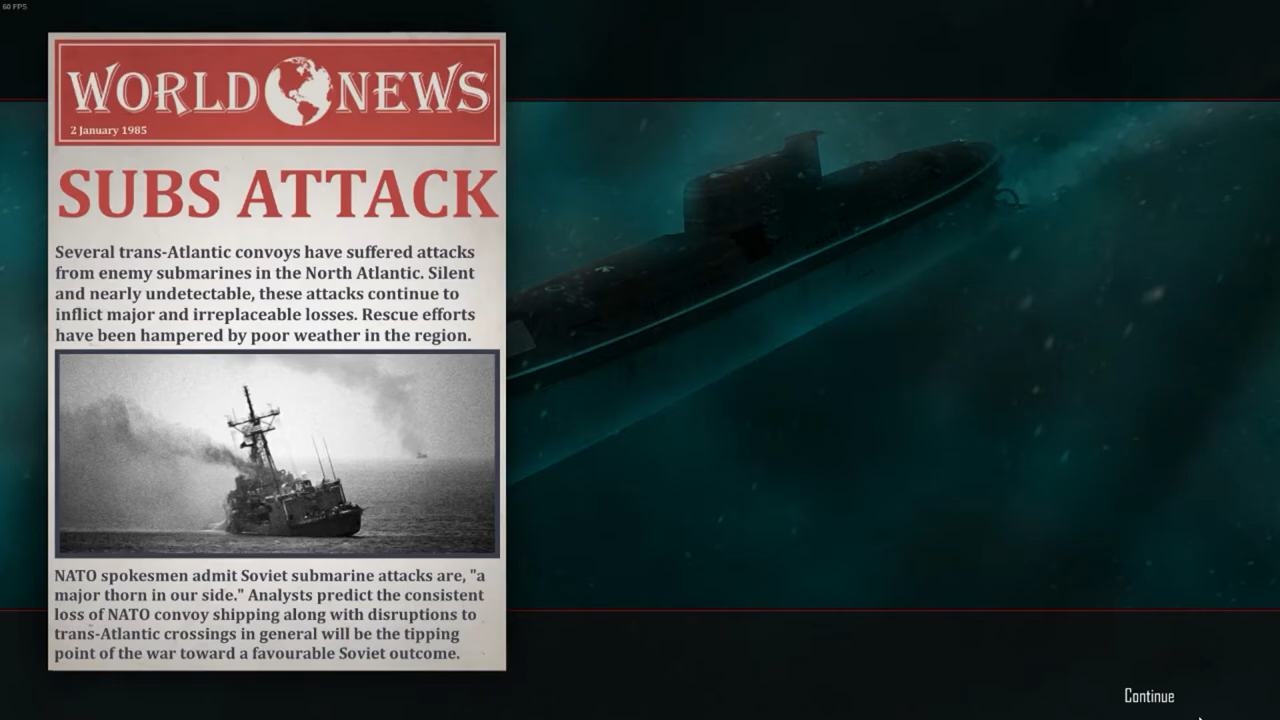 60 FPS
WORLD NEWS
2 January 1985
SUBS ATTACK
Several trans-Atlantic convoys have suffered attacks
from enemy submarines in the North Atlantic. Silent
and nearly undetectable, these attacks continue to
inflict major and irreplaceable losses. Rescue efforts
have been hampered by poor weather in the region.
NATO spokesmen admit Soviet submarine attacks are, "a
major thorn in our side." Analysts predict the consistent
loss of NATO convoy shipping along with disruptions to
trans-Atlantic crossings in general will be the tipping
point of the war toward a favourable Soviet outcome.
Continue